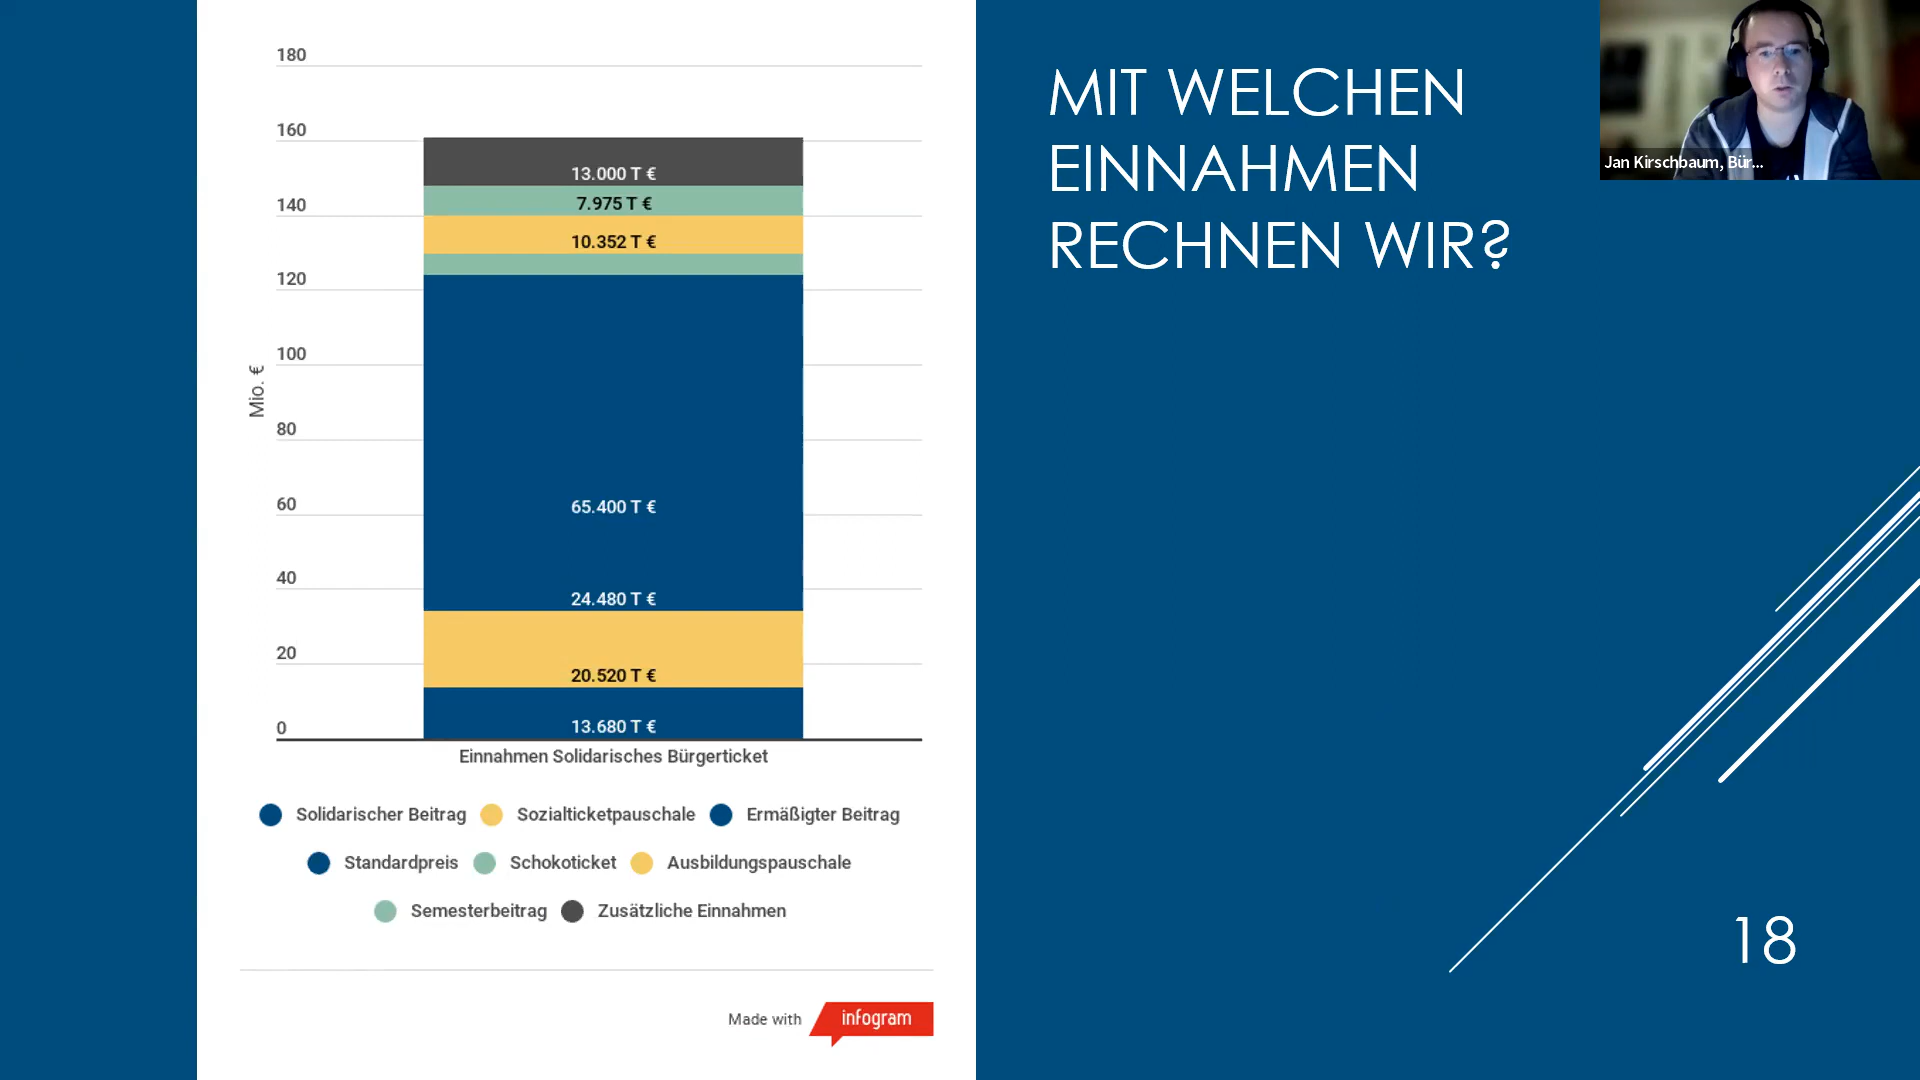 180
160
140
120
100
80
60
40
20
0
Mio. €
13.000 T €
7.975 T €
10.352 T €
65.400 T €
24.480 T €
20.520 T €
13.680 T €
Einnahmen Solidarisches Bürgerticket
Solidarischer Beitrag
Sozialticketpauschale
Ermäßigter Beitrag
Standardpreis
Schokoticket
Ausbildungspauschale
Semesterbeitrag
Zusätzliche Einnahmen
Made with infogram
MIT WELCHEN
EINNAHMEN
RECHNEN WIR?
Jan Kirschbaum, Bür...
18